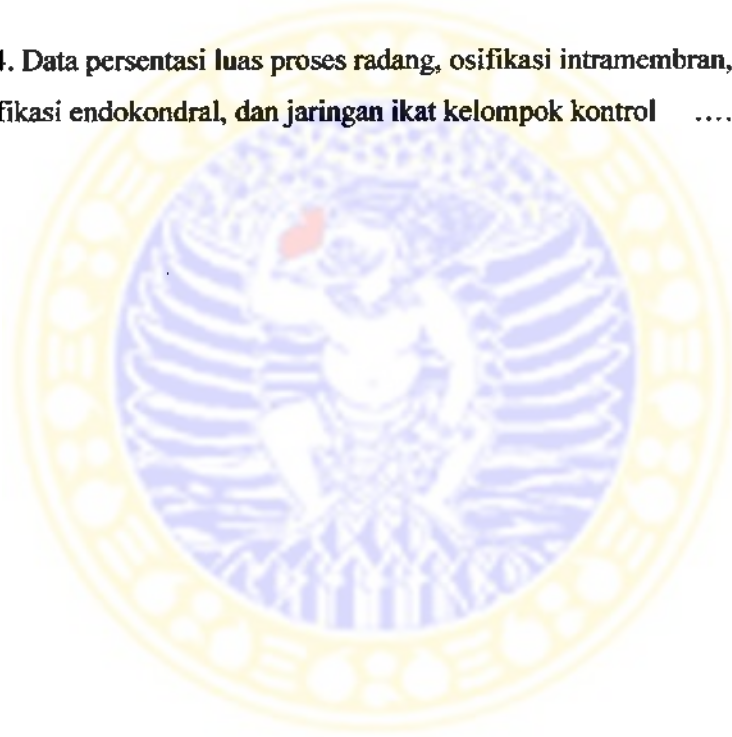 4. Data persentasi luas proses radang, osifikasi intramembran,
fikasi endokondral, dan jaringan ikat kelompok kontrol ....